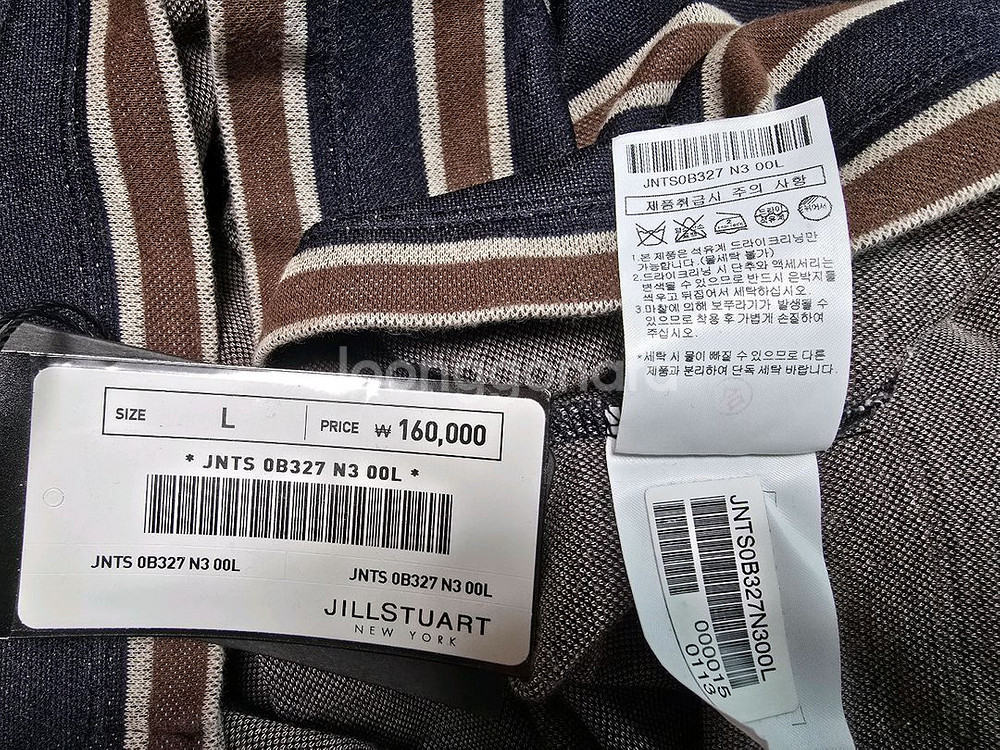 SIZE L PRICE ₩ 160,000
* JNTS 0B327 N3 00L *
JNTS 0B327 N3 00L
JNTS 0B327 N3 00L
JILLSTUART
NEW YORK
JNTS0B327 N3 00L
제품취급시 주의 사항
드라이
석유계
1.본 제품은 석유계 드라이크리닝만
가능합니다.(물세탁 불가)
2.드라이크리닝 시 단추와 액세서리는
변색될 수 있으므로 반드시 은박지를
씌우고 뒤집어서 세탁하십시오.
3.마찰에 의해 보푸라기가 발생될 수
있으므로 착용 후 가볍게 손질하여
주십시오.
*세탁 시 물이 빠질 수 있으므로 다른
제품과 분리하여 단독 세탁 바랍니다.
JNTS0B327N300L
000015
0113
Joonggonara